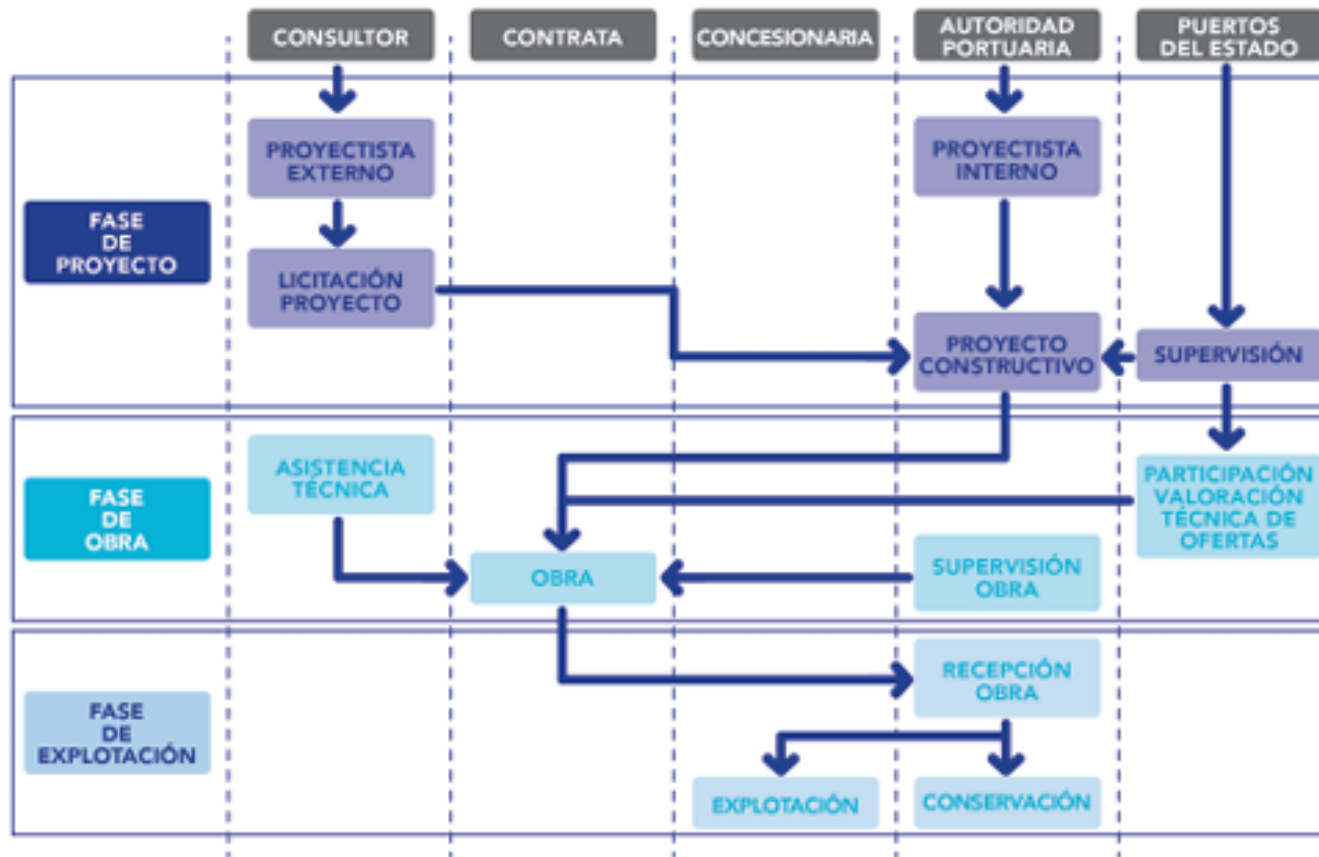 CONSULTOR
CONTRATA
CONCESIONARIA
AUTORIDAD
PORTUARIA
PUERTOS
DEL ESTADO
FASE
DE
PROYECTO
PROYECTISTA
EXTERNO
PROYECTISTA
INTERNO
LICITACIÓN
PROYECTO
PROYECTO
CONSTRUCTIVO
SUPERVISIÓN
FASE
DE
OBRA
ASISTENCIA
TÉCNICA
PARTICIPACIÓN
VALORACIÓN
TÉCNICA DE
OFERTAS
OBRA
SUPERVISIÓN
OBRA
FASE
DE
EXPLOTACIÓN
RECEPCIÓN
OBRA
EXPLOTACIÓN
CONSERVACIÓN